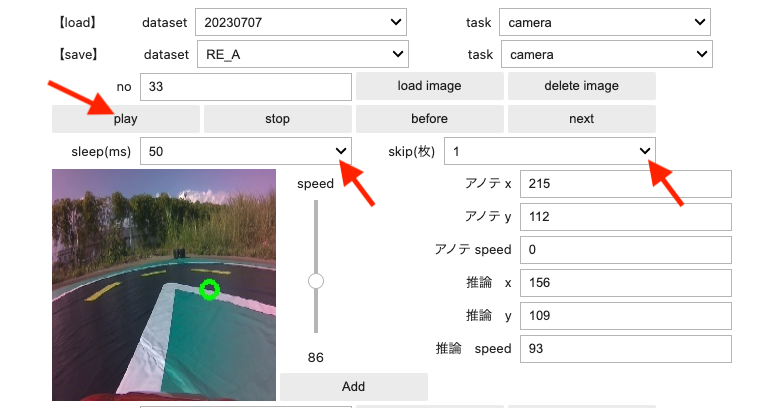 【load】 dataset 20230707 task camera
【save】 dataset RE_A task camera
no 33 load image delete image
play stop before next
sleep(ms) 50 skip(枚) 1
speed アノテ x 215
アノテ y 112
アノテ speed 0
推論 x 156
推論 y 109
86 推論 speed 93
Add